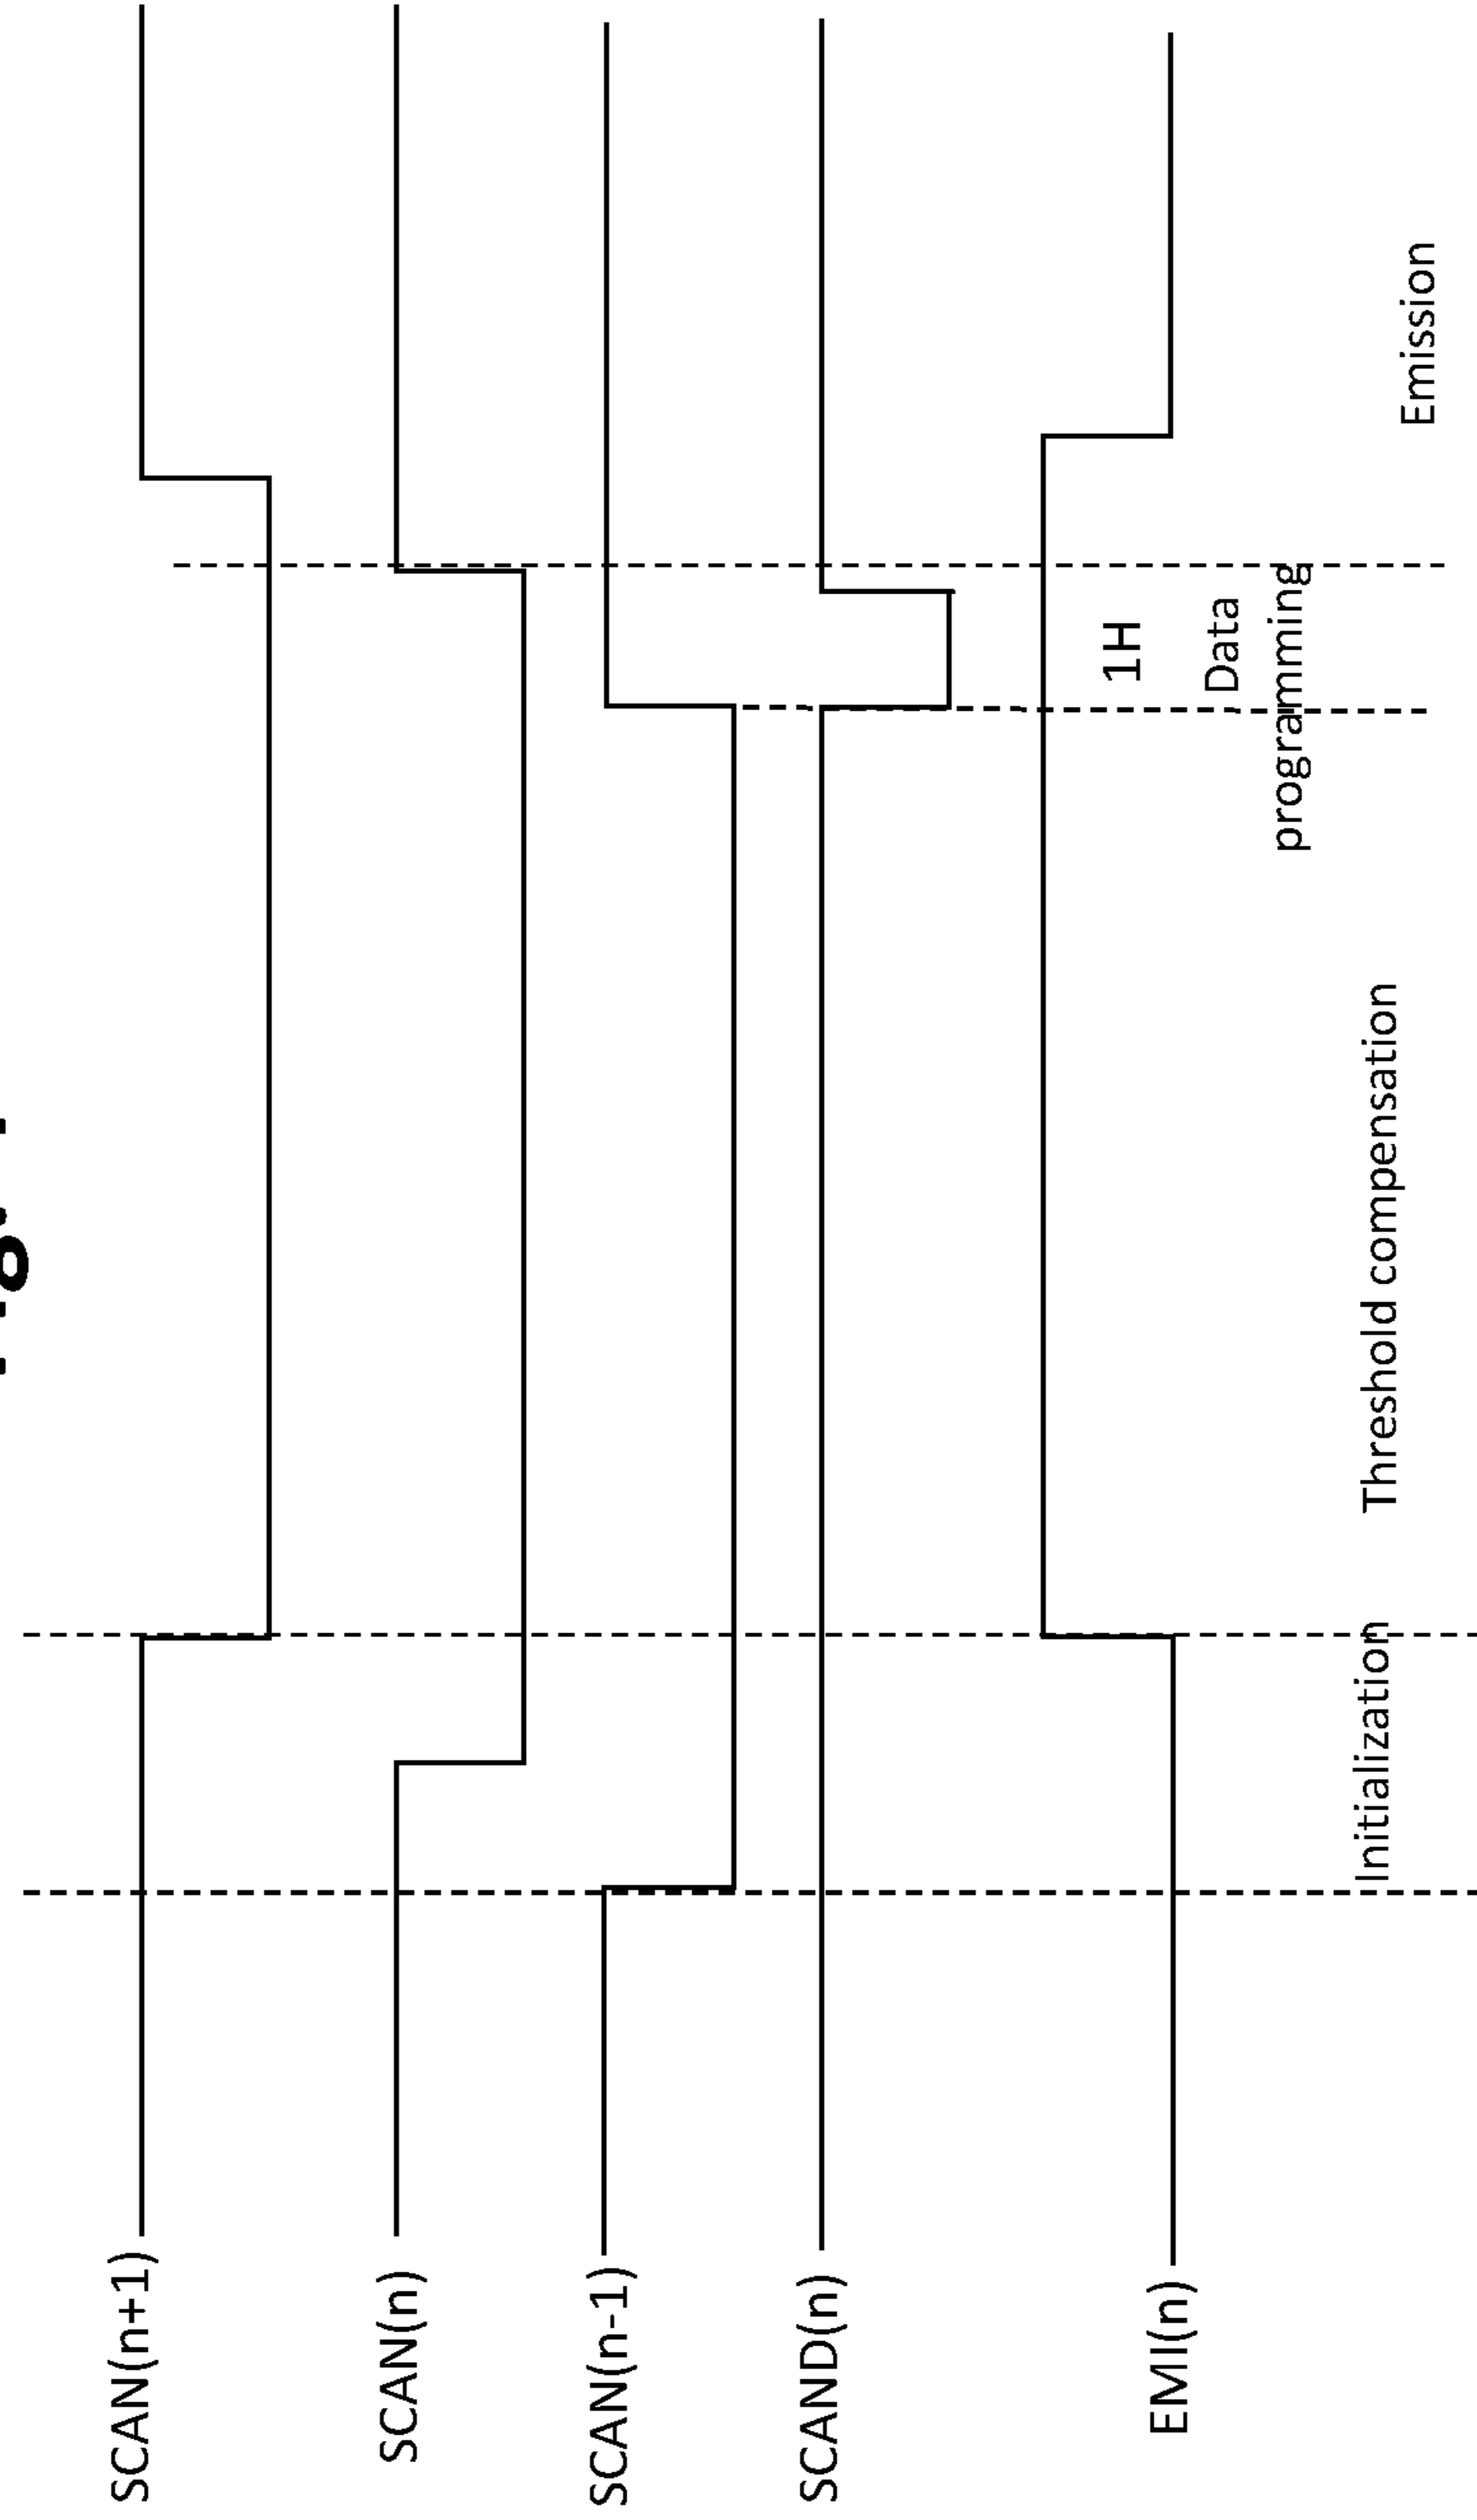 SCAN(n+1)
SCAN(n)
SCAN(n-1)
SCAND(n)
EMI(n)
1H
Data
programming
Initialization
Threshold compensation
Emission